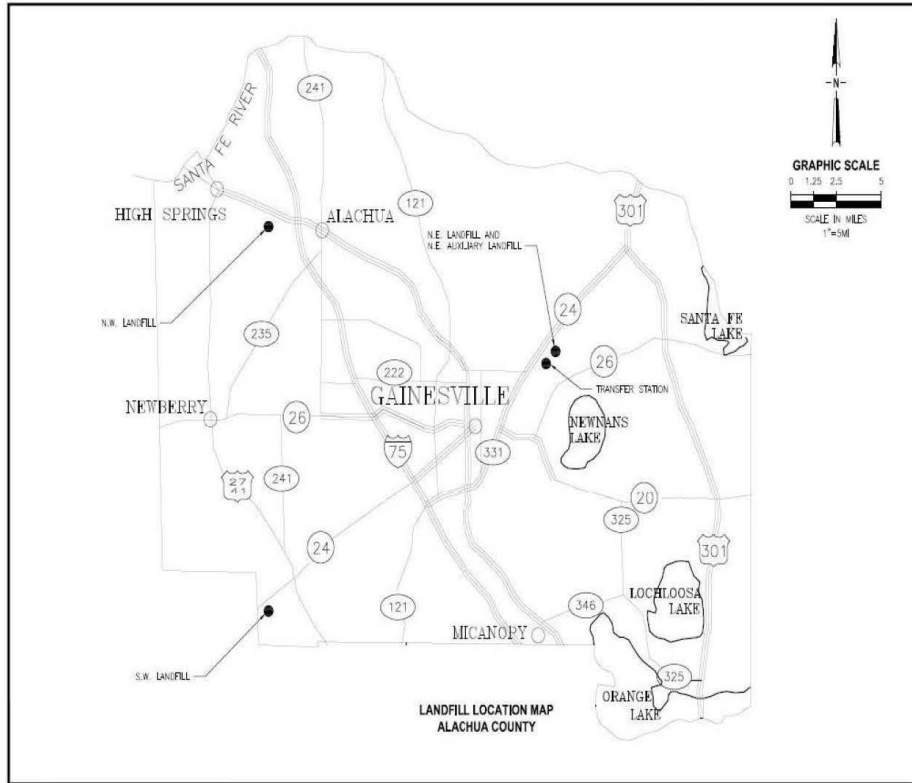 -N-
GRAPHIC SCALE
0 1.25 2.5 5
SCALE IN MILES
1"=5MI
241
SANTA FE RIVER
121
301
HIGH SPRINGS
ALACHUA
N.E. LANDFILL AND
N.E. AUXILIARY LANDFILL
24
SANTA FE
LAKE
N.W. LANDFILL
235
222
26
TRANSFER STATION
GAINESVILLE
NEWBERRY
26
NEWNANS
LAKE
75
331
27
41
241
20
325
24
301
LOCHLOOSA
LAKE
121
346
MICANOPY
S.W. LANDFILL
325
ORANGE
LAKE
LANDFILL LOCATION MAP
ALACHUA COUNTY